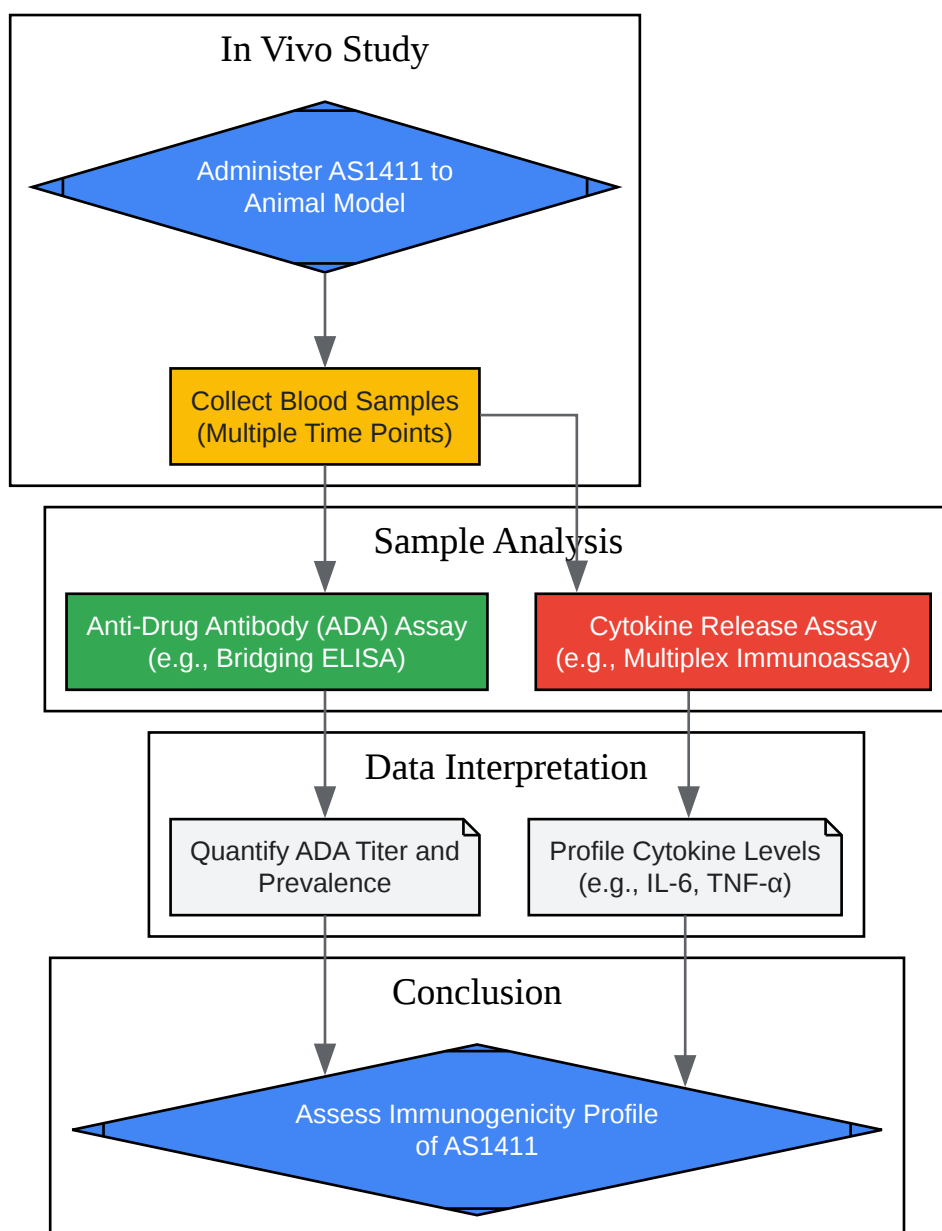 In Vivo Study
Administer AS1411 to
Animal Model
Collect Blood Samples
(Multiple Time Points)
Sample Analysis
Anti-Drug Antibody (ADA) Assay
(e.g., Bridging ELISA)
Cytokine Release Assay
(e.g., Multiplex Immunoassay)
Data Interpretation
Quantify ADA Titer and
Prevalence
Profile Cytokine Levels
(e.g., IL-6, TNF-α)
Conclusion
Assess Immunogenicity Profile
of AS1411